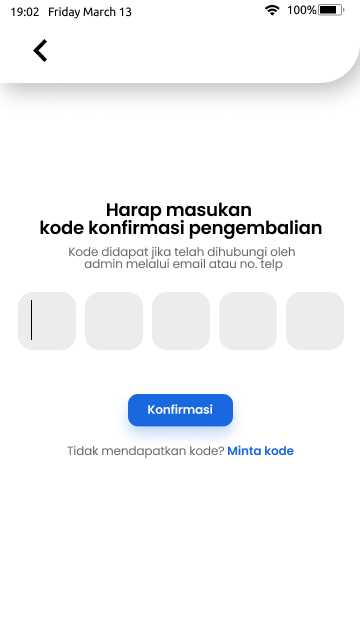 19:02 Friday March 13 100%
Harap masukan
kode konfirmasi pengembalian
Kode didapat jika telah dihubungi oleh
admin melalui email atau no. telp
Konfirmasi
Tidak mendapatkan kode? Minta kode